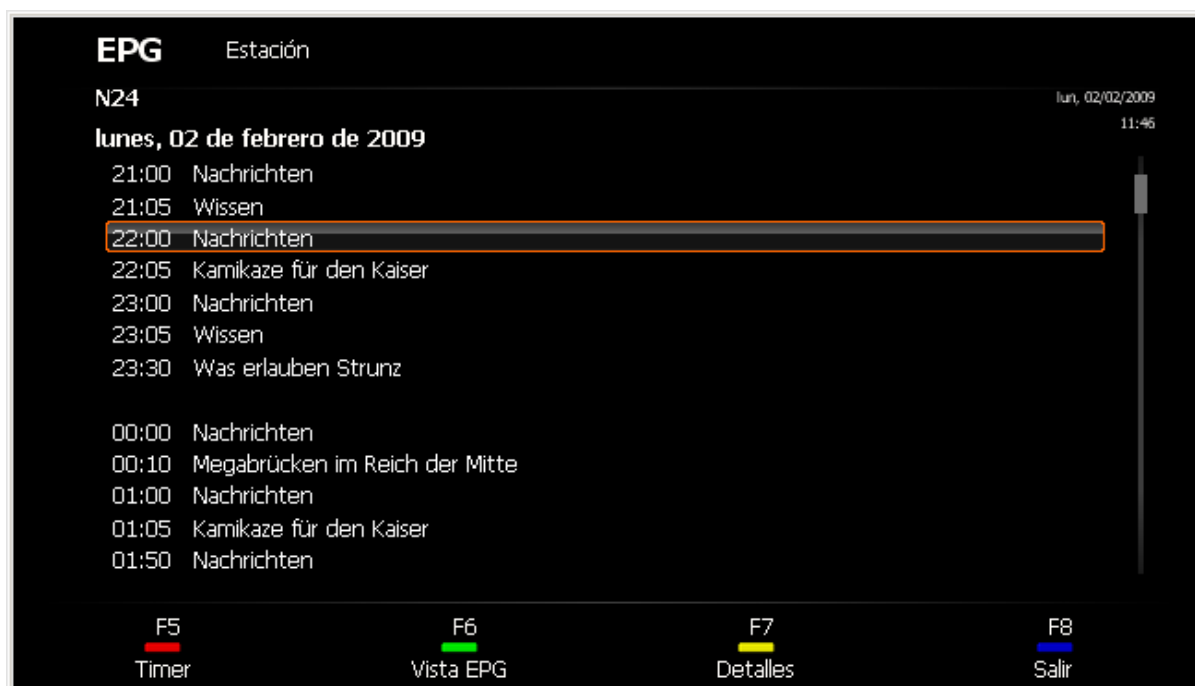 EPG Estación
N24 lun, 02/02/2009
11:46
lunes, 02 de febrero de 2009
21:00 Nachrichten
21:05 Wissen
22:00 Nachrichten
22:05 Kamikaze für den Kaiser
23:00 Nachrichten
23:05 Wissen
23:30 Was erlauben Strunz
00:00 Nachrichten
00:10 Megabrücken im Reich der Mitte
01:00 Nachrichten
01:05 Kamikaze für den Kaiser
01:50 Nachrichten
F5 F6 F7 F8
Timer Vista EPG Detalles Salir